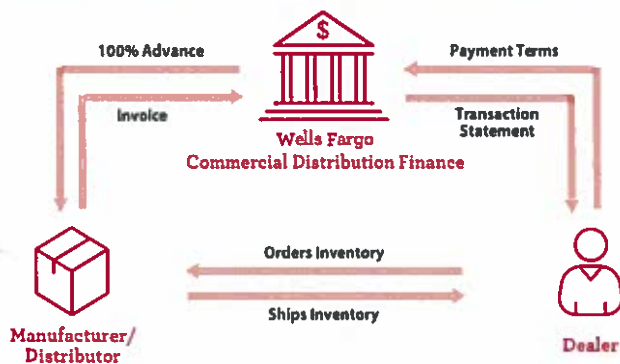 $
100% Advance
Payment Terms
Invoice
Transaction
Statement
Wells Fargo
Commercial Distribution Finance
Orders Inventory
Ships Inventory
Manufacturer/
Distributor
Dealer